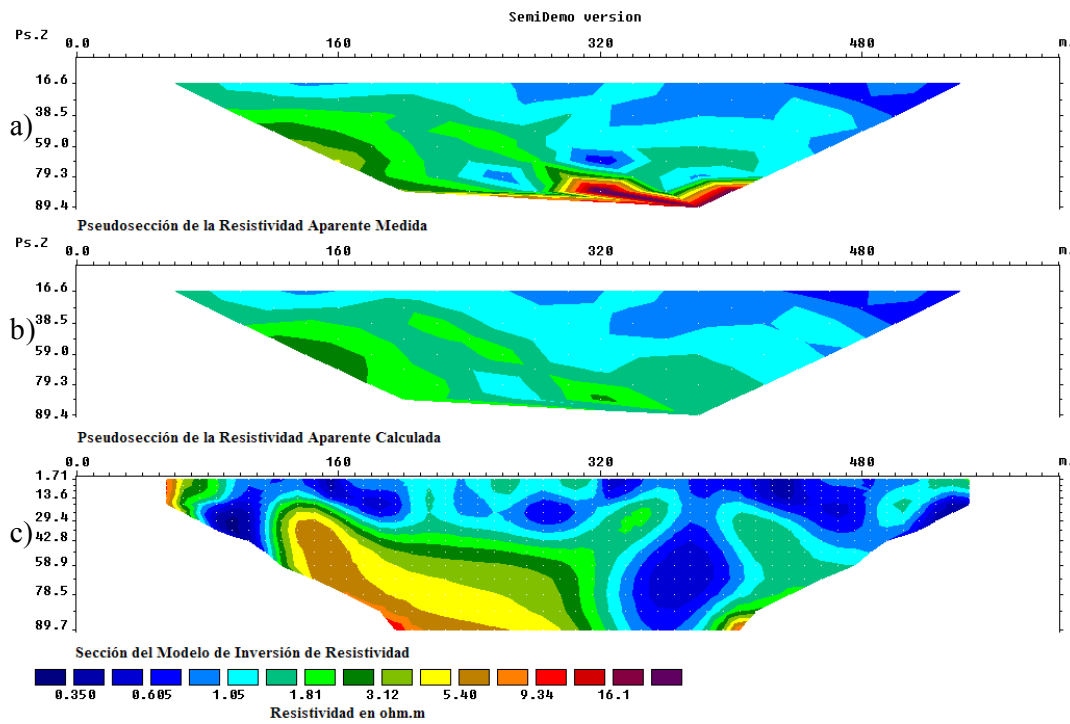 SemiDemo version
Ps.Z 0.0 160 320 480 m.
16.6
38.5
a)
59.0
79.3
89.4
Pseudosección de la Resistividad Aparente Medida
Ps.Z 0.0 160 320 480 m.
16.6
b)
38.5
59.0
79.3
89.4
Pseudosección de la Resistividad Aparente Calculada
0.0 160 320 480 m.
1.71
13.6
29.4
c)
42.8
58.9
78.5
89.7
Sección del Modelo de Inversión de Resistividad
0.350 0.605 1.05 1.81 3.12 5.40 9.34 16.1
Resistividad en ohm.m